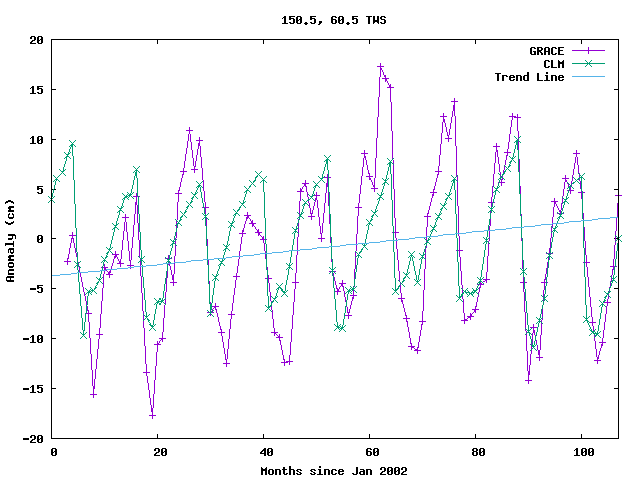 150.5, 60.5 TWS
GRACE
CLM
Trend Line
20
15
10
5
0
-5
-10
-15
-20
Anomaly (cm)
0 20 40 60 80 100
Months since Jan 2002